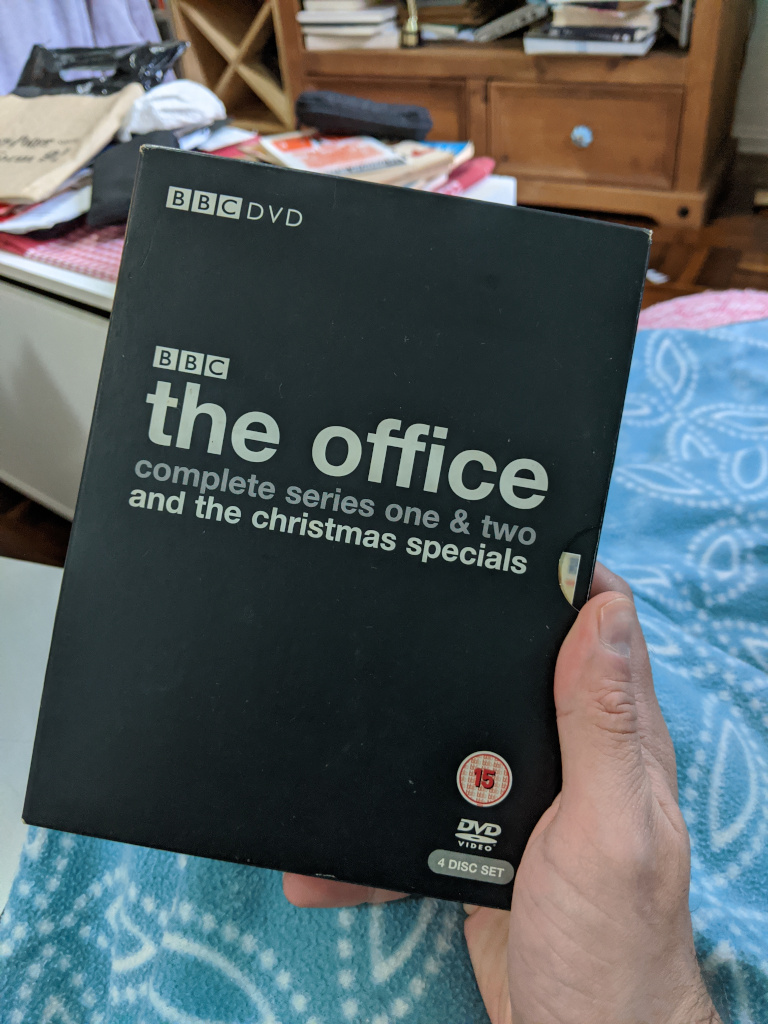 BBC DVD
BBC
the office
complete series one & two
and the christmas specials
15
DVD
VIDEO
4 DISC SET